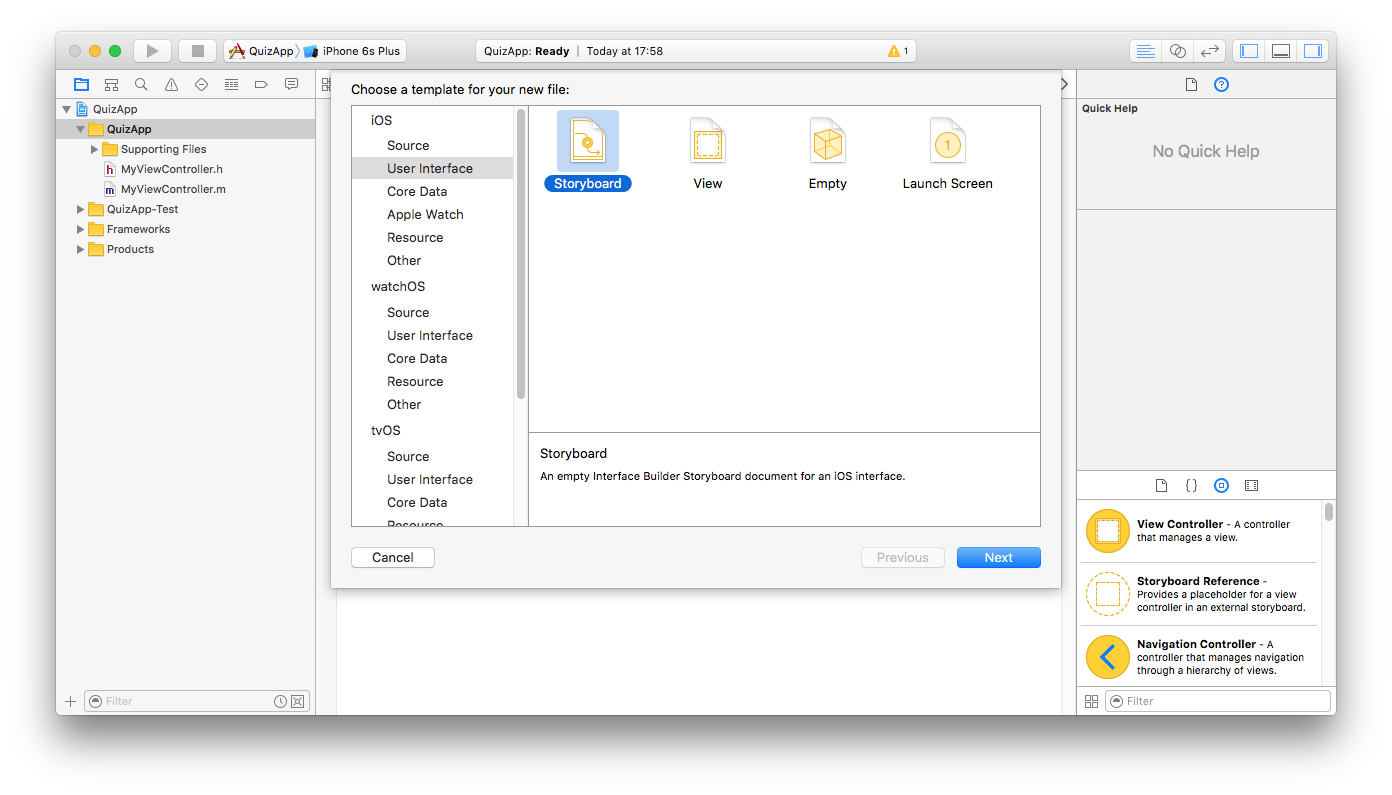 QuizApp
iPhone 6s Plus
QuizApp: Ready
Today at 17:58
1
QuizApp
QuizApp
Supporting Files
h MyViewController.h
m MyViewController.m
QuizApp-Test
Frameworks
Products
Filter
Choose a template for your new file:
iOS
Source
User Interface
Core Data
Apple Watch
Resource
Other
watchOS
Source
User Interface
Core Data
Resource
Other
tvOS
Source
User Interface
Core Data
Resource
Storyboard
View
Empty
1
Launch Screen
Storyboard
An empty Interface Builder Storyboard document for an iOS interface.
Cancel
Previous
Next
?
Quick Help
No Quick Help
{}
View Controller - A controller
that manages a view.
Storyboard Reference -
Provides a placeholder for a view
controller in an external storyboard.
Navigation Controller - A
controller that manages navigation
through a hierarchy of views.
Filter